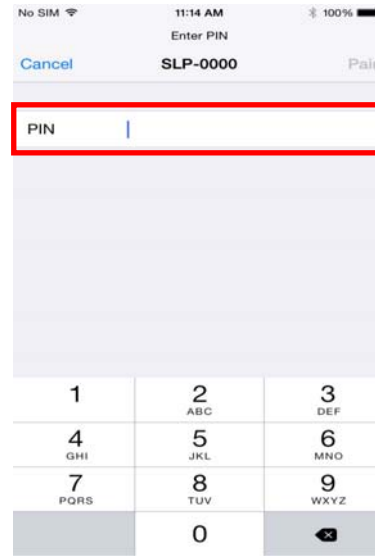 No SIM 11:14 AM 100%
Enter PIN
Cancel SLP-0000 Pair
PIN
1 2 3
ABC DEF
4 5 6
GHI JKL MNO
7 8 9
PQRS TUV WXYZ
0